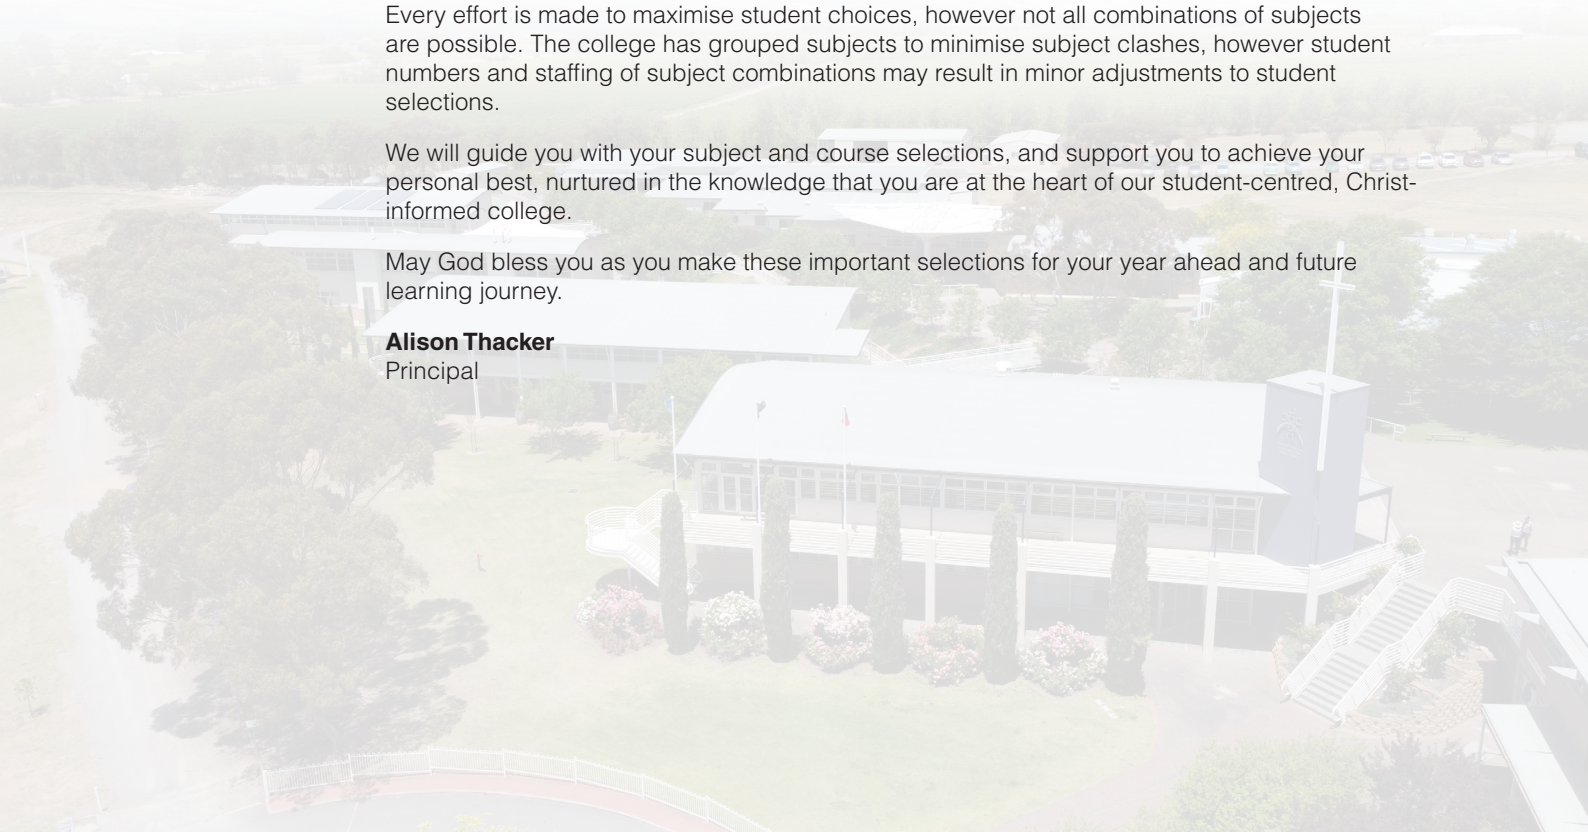 Every effort is made to maximise student choices, however not all combinations of subjects
are possible. The college has grouped subjects to minimise subject clashes, however student
numbers and staffing of subject combinations may result in minor adjustments to student
selections.
We will guide you with your subject and course selections, and support you to achieve your
personal best, nurtured in the knowledge that you are at the heart of our student-centred, Christ-
informed college.
May God bless you as you make these important selections for your year ahead and future
learning journey.
Alison Thacker
Principal